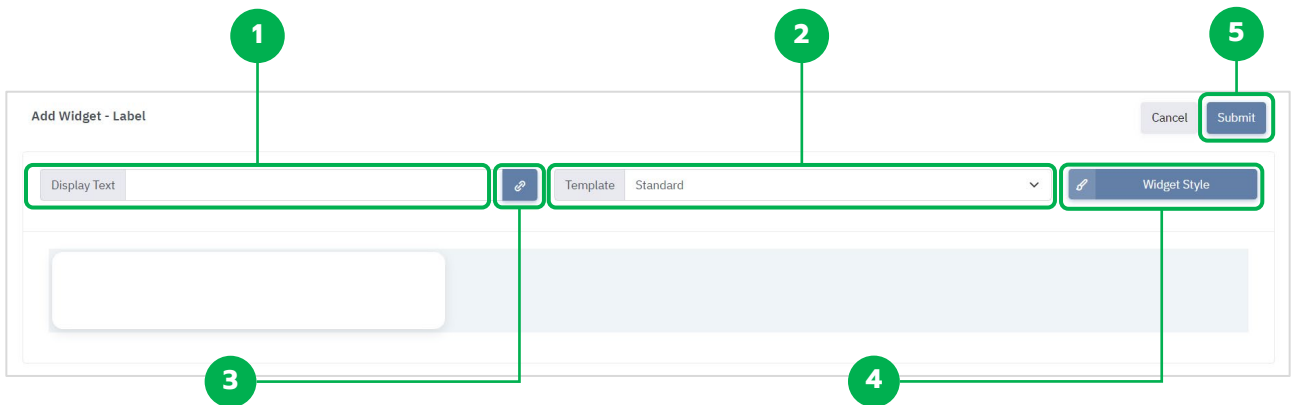 1
2
5
Add Widget - Label
Cancel
Submit
Display Text
Template
Standard
Widget Style
3
4